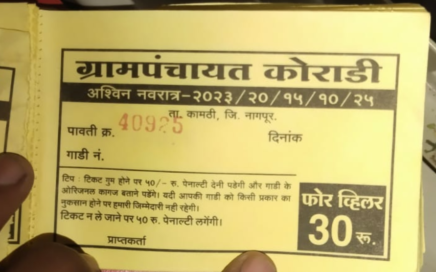 ग्रामपंचायत कोराडी
अश्विन नवरात्र-२०२३/२०/१५/१०/२५
ता. कामठी, जि. नागपूर.
पावती क्र. 40925 दिनांक
गाडी नं.
टिप : टिकट गुम होने पर ५०/- रु. पेनाल्टी देनी पडेगी और गाडी के
ओरिजनल कागज बताने पडेंगे। यदी आपकी गाडी को किसी प्रकार का
नुकसान होने पर हमारी जिम्मेदारी नही रहेगी।
टिकट न ले जाने पर ५० रु. पेनाल्टी लगेंगी।
प्राप्तकर्ता
फोर व्हिलर
30 रू.